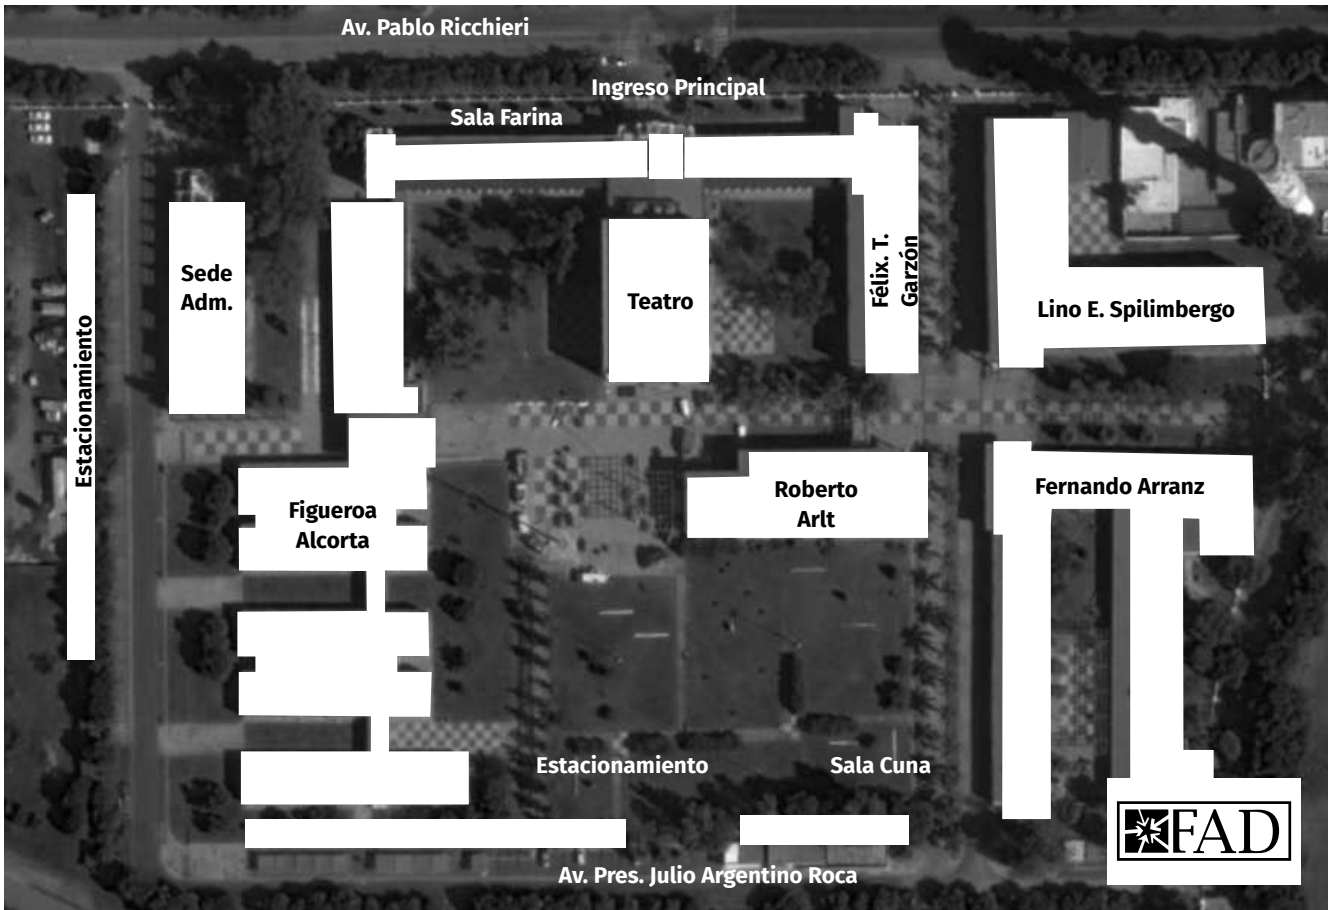 Av. Pablo Ricchieri
Ingreso Principal
Sala Farina
Sede
Adm.
Teatro
Félix. T.
Garzón
Lino E. Spilimbergo
Estacionamiento
Figueroa
Alcorta
Roberto
Arlt
Fernando Arranz
Estacionamiento
Sala Cuna
FAD
Av. Pres. Julio Argentino Roca